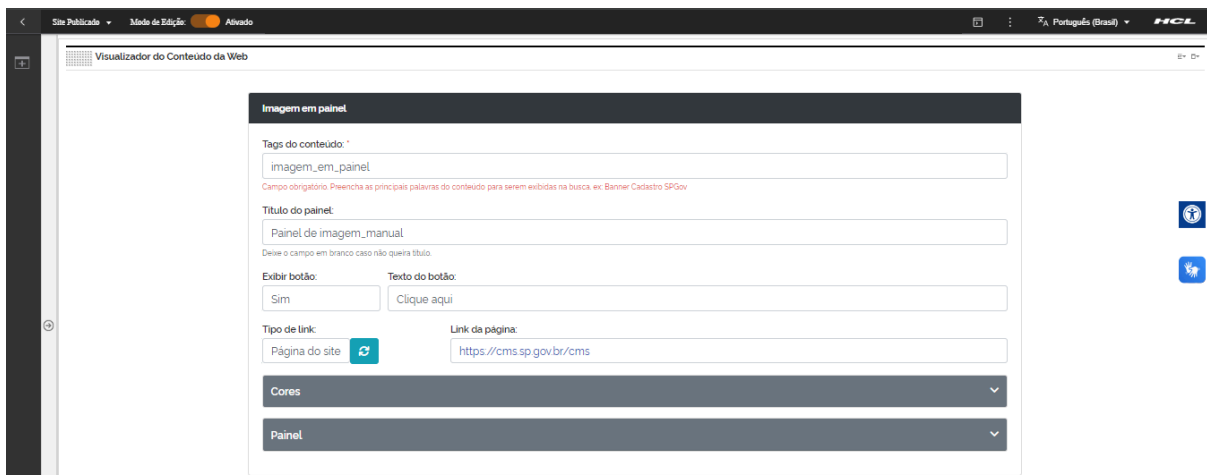 Site Publicado
Modo de Edição: Ativado
Português (Brasil)
HCL
Visualizador do Conteúdo da Web
Imagem em painel
Tags do conteúdo: *
imagem_em_painel
Campo obrigatório. Preencha as principais palavras do conteúdo para serem exibidas na busca, ex: Banner Cadastro SPGov
Título do painel:
Painel de imagem_manual
Deixe o campo em branco caso não queira título.
Exibir botão: Texto do botão:
Sim Clique aqui
Tipo de link: Link da página:
Página do site https://cms.sp.gov.br/cms
Cores
Painel